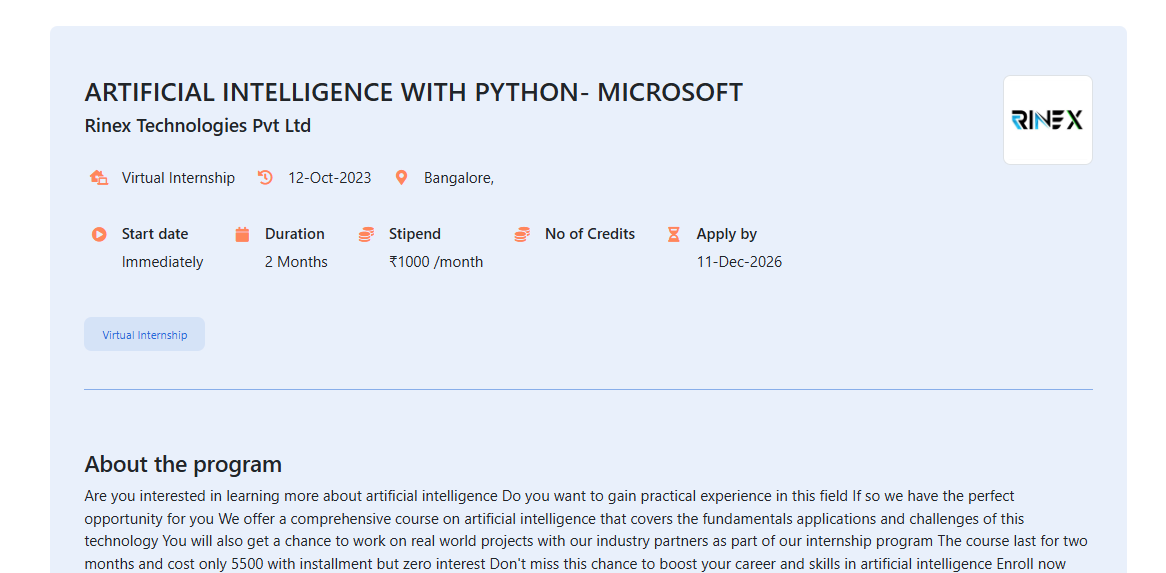 ARTIFICIAL INTELLIGENCE WITH PYTHON- MICROSOFT
Rinex Technologies Pvt Ltd
RINEX
Virtual Internship 12-Oct-2023 Bangalore,
Start date Duration Stipend No of Credits Apply by
Immediately 2 Months ₹1000 /month 11-Dec-2026
Virtual Internship
About the program
Are you interested in learning more about artificial intelligence Do you want to gain practical experience in this field If so we have the perfect
opportunity for you We offer a comprehensive course on artificial intelligence that covers the fundamentals applications and challenges of this
technology You will also get a chance to work on real world projects with our industry partners as part of our internship program The course last for two
months and cost only 5500 with installment but zero interest Don't miss this chance to boost your career and skills in artificial intelligence Enroll now